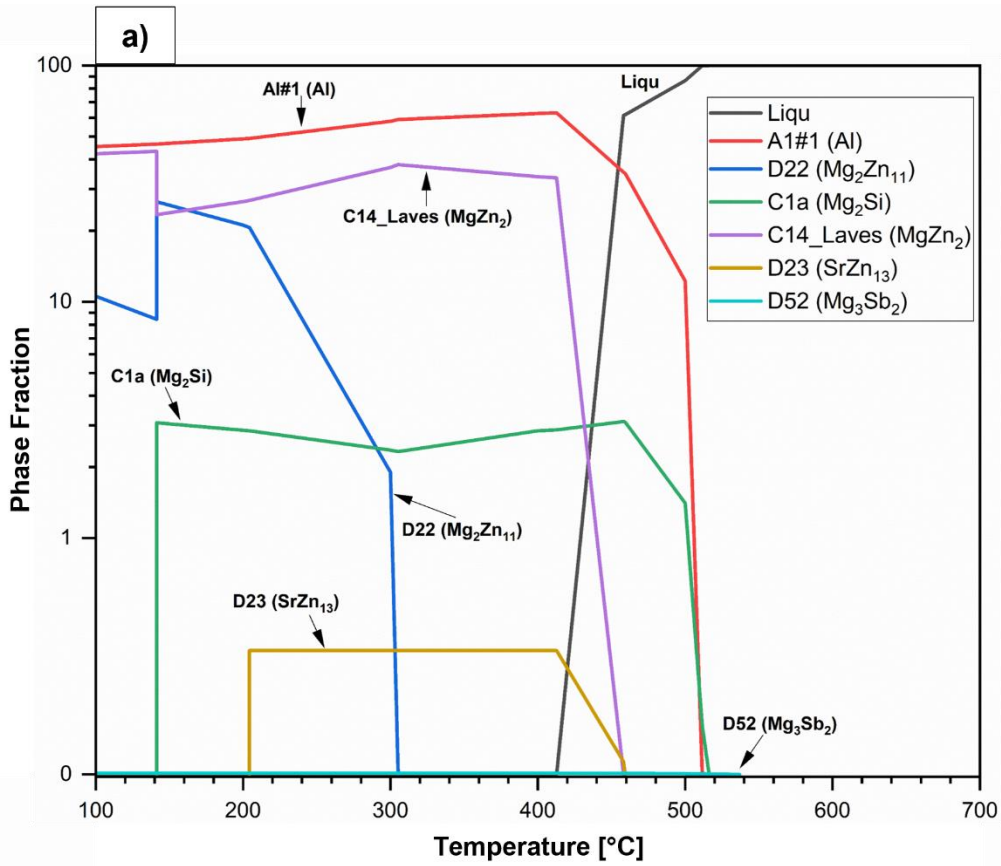 a)
100
10
1
0
Phase Fraction
Al#1 (Al)
Liqu
C14_Laves (MgZn₂)
C1a (Mg₂Si)
D22 (Mg₂Zn₁₁)
D23 (SrZn₁₃)
D52 (Mg₃Sb₂)
Liqu
A1#1 (Al)
D22 (Mg₂Zn₁₁)
C1a (Mg₂Si)
C14_Laves (MgZn₂)
D23 (SrZn₁₃)
D52 (Mg₃Sb₂)
100 200 300 400 500 600 700
Temperature [°C]